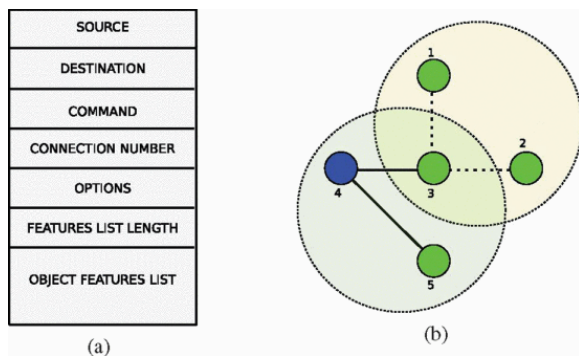 SOURCE
DESTINATION
COMMAND
CONNECTION NUMBER
OPTIONS
FEATURES LIST LENGTH
OBJECT FEATURES LIST
(a)
1
2
3
4
5
(b)